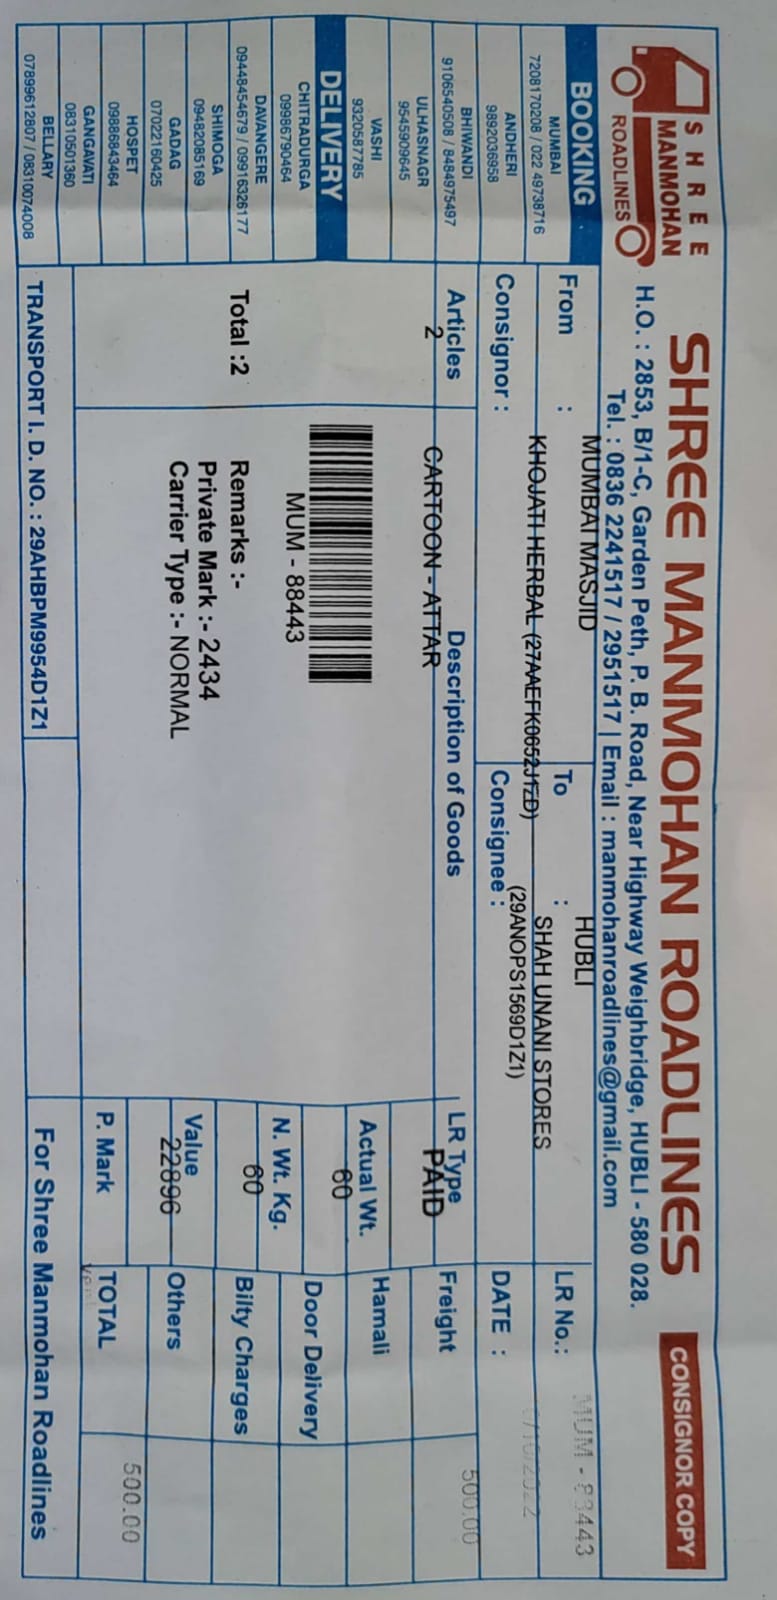 SHREE
MANMOHAN
ROADLINES
SHREE MANMOHAN ROADLINES
CONSIGNOR COPY
H.O. : 2853, B/1-C, Garden Peth, P. B. Road, Near Highway Weighbridge, HUBLI - 580 028.
Tel. : 0836 2241517 / 2951517 | Email : manmohanroadlines@gmail.com
BOOKING
MUMBAI
7208170208 / 022 49738716
ANDHERI
9892036958
BHIWANDI
9106540508 / 8484975497
ULHASNAGR
9545909645
VASHI
9320587785
DELIVERY
CHITRADURGA
09986790464
DAVANGERE
09448454679 / 09916326177
SHIMOGA
09482085169
GADAG
07022160425
HOSPET
09886843464
GANGAVATI
08310501360
BELLARY
07899612807 / 08310074008
From : MUMBAI MASJID
To : HUBLI
LR No.: MUM - 88443
Consignor : KHOJATI HERBAL (27AAEFK0652J1ZD)
Consignee : SHAH UNANI STORES
(29ANOPS1569D1Z1)
DATE : /10/2022
Articles
2
Description of Goods
CARTOON - ATTAR
LR Type
PAID
Freight 500.00
Actual Wt.
60
Hamali
Door Delivery
MUM - 88443
N. Wt. Kg.
60
Bilty Charges
Total :2
Remarks :-
Private Mark :- 2434
Carrier Type :- NORMAL
Value
22896
Others
P. Mark
TOTAL 500.00
TRANSPORT I. D. NO. : 29AHBPM9954D1Z1
For Shree Manmohan Roadlines